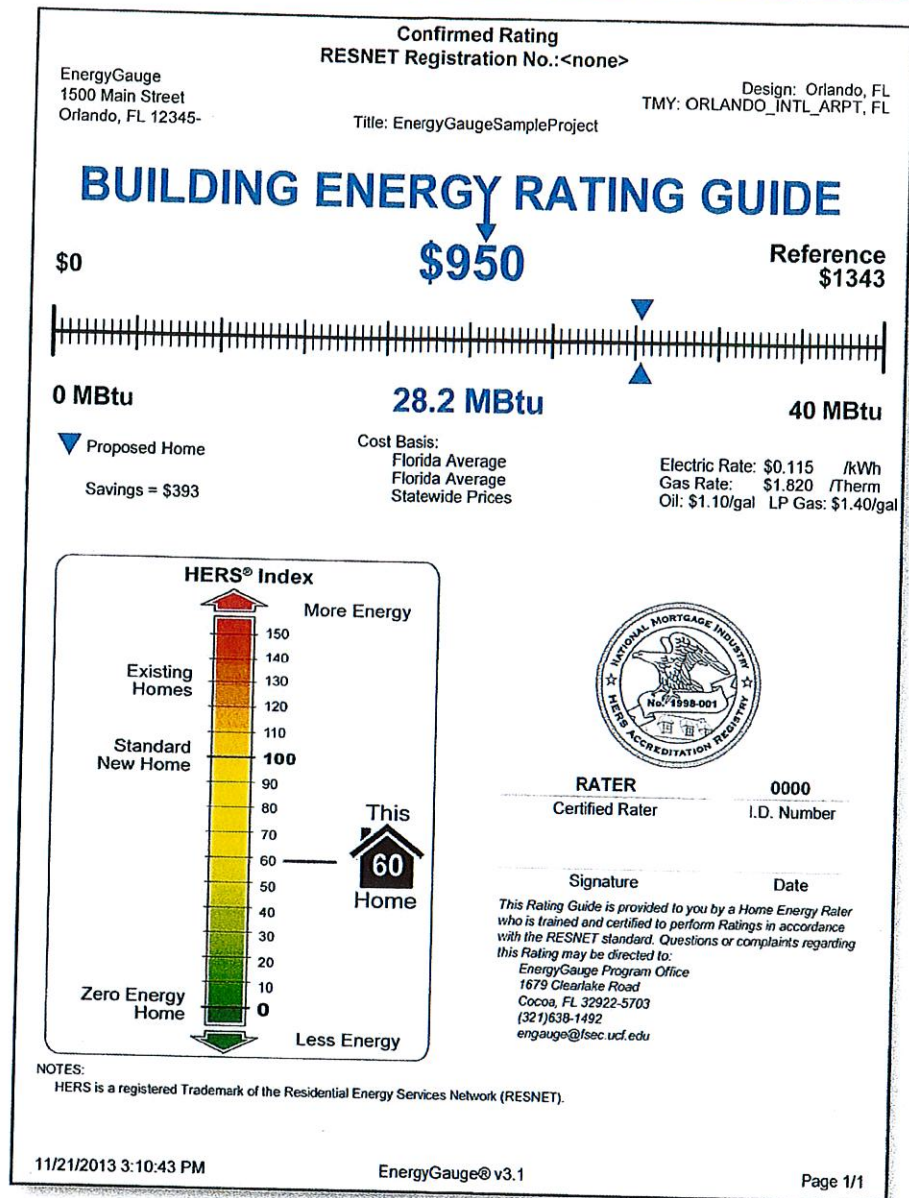 Confirmed Rating
RESNET Registration No.:<none>
EnergyGauge
1500 Main Street
Orlando, FL 12345-
Design: Orlando, FL
TMY: ORLANDO_INTL_ARPT, FL
Title: EnergyGaugeSampleProject
BUILDING ENERGY RATING GUIDE
$0
$950
Reference
$1343
0 MBtu
28.2 MBtu
40 MBtu
Proposed Home
Savings = $393
Cost Basis:
Florida Average
Florida Average
Statewide Prices
Electric Rate: $0.115 /kWh
Gas Rate: $1.820 /Therm
Oil: $1.10/gal LP Gas: $1.40/gal
HERS® Index
More Energy
150
140
Existing
Homes
130
120
110
Standard
New Home
100
90
80
70
60
50
40
30
20
10
Zero Energy
Home
0
Less Energy
This
60
Home
NATIONAL MORTGAGE INDUSTRY
No. 1998-001
HERS ACCREDITATION REGISTRY
RATER 0000
Certified Rater I.D. Number
Signature Date
This Rating Guide is provided to you by a Home Energy Rater
who is trained and certified to perform Ratings in accordance
with the RESNET standard. Questions or complaints regarding
this Rating may be directed to:
EnergyGauge Program Office
1679 Clearlake Road
Cocoa, FL 32922-5703
(321)638-1492
engauge@fsec.ucf.edu
NOTES:
HERS is a registered Trademark of the Residential Energy Services Network (RESNET).
11/21/2013 3:10:43 PM
EnergyGauge® v3.1
Page 1/1